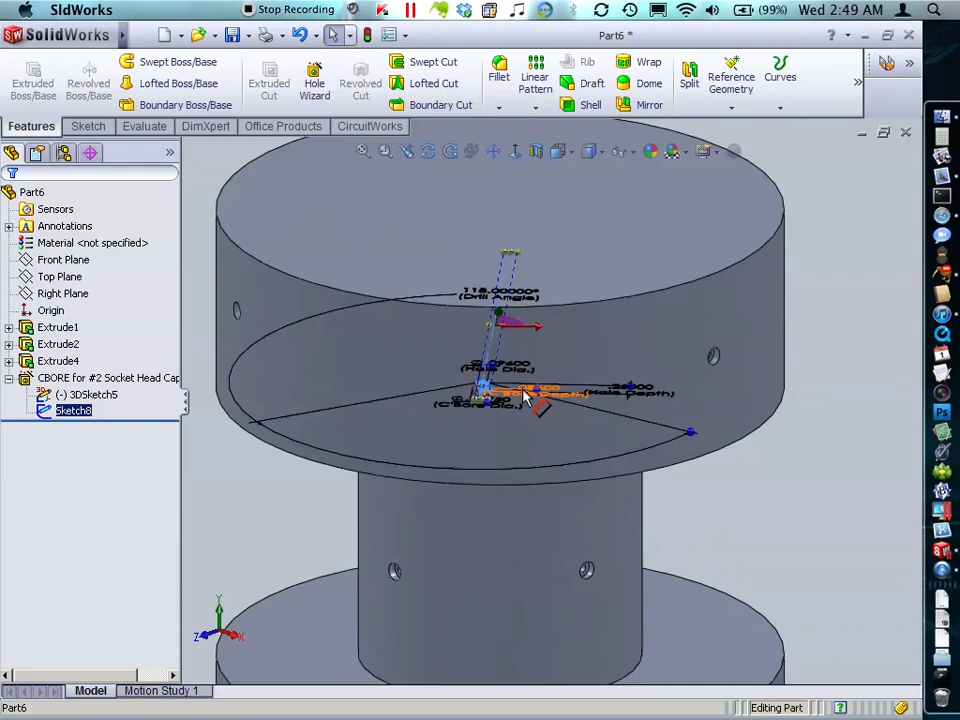 SldWorks
Stop Recording
(99%)
Wed 2:49 AM
SolidWorks
Part6 *
Extruded Boss/Base
Revolved Boss/Base
Swept Boss/Base
Lofted Boss/Base
Boundary Boss/Base
Extruded Cut
Hole Wizard
Revolved Cut
Swept Cut
Lofted Cut
Boundary Cut
Fillet
Linear Pattern
Rib
Draft
Shell
Wrap
Dome
Mirror
Split
Reference Geometry
Curves
Features
Sketch
Evaluate
DimXpert
Office Products
CircuitWorks
Part6
Sensors
Annotations
Material <not specified>
Front Plane
Top Plane
Right Plane
Origin
Extrude1
Extrude2
Extrude4
CBORE for #2 Socket Head Cap
(-) 3DSketch5
Sketch8
118.00000°
(Drill Angle)
(Hole Dia.)
(Hole Depth)
(C'Bore Dia.)
Y
Z
X
Model
Motion Study 1
Part6
Editing Part